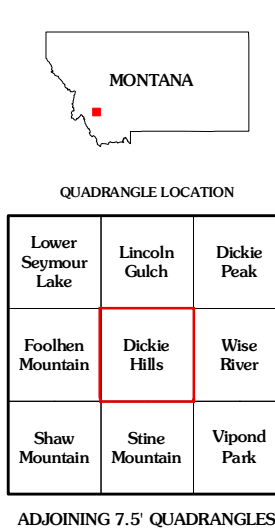 MONTANA
QUADRANGLE LOCATION
Lower
Seymour
Lake
Lincoln
Gulch
Dickie
Peak
Foolhen
Mountain
Dickie
Hills
Wise
River
Shaw
Mountain
Stine
Mountain
Vipond
Park
ADJOINING 7.5' QUADRANGLES